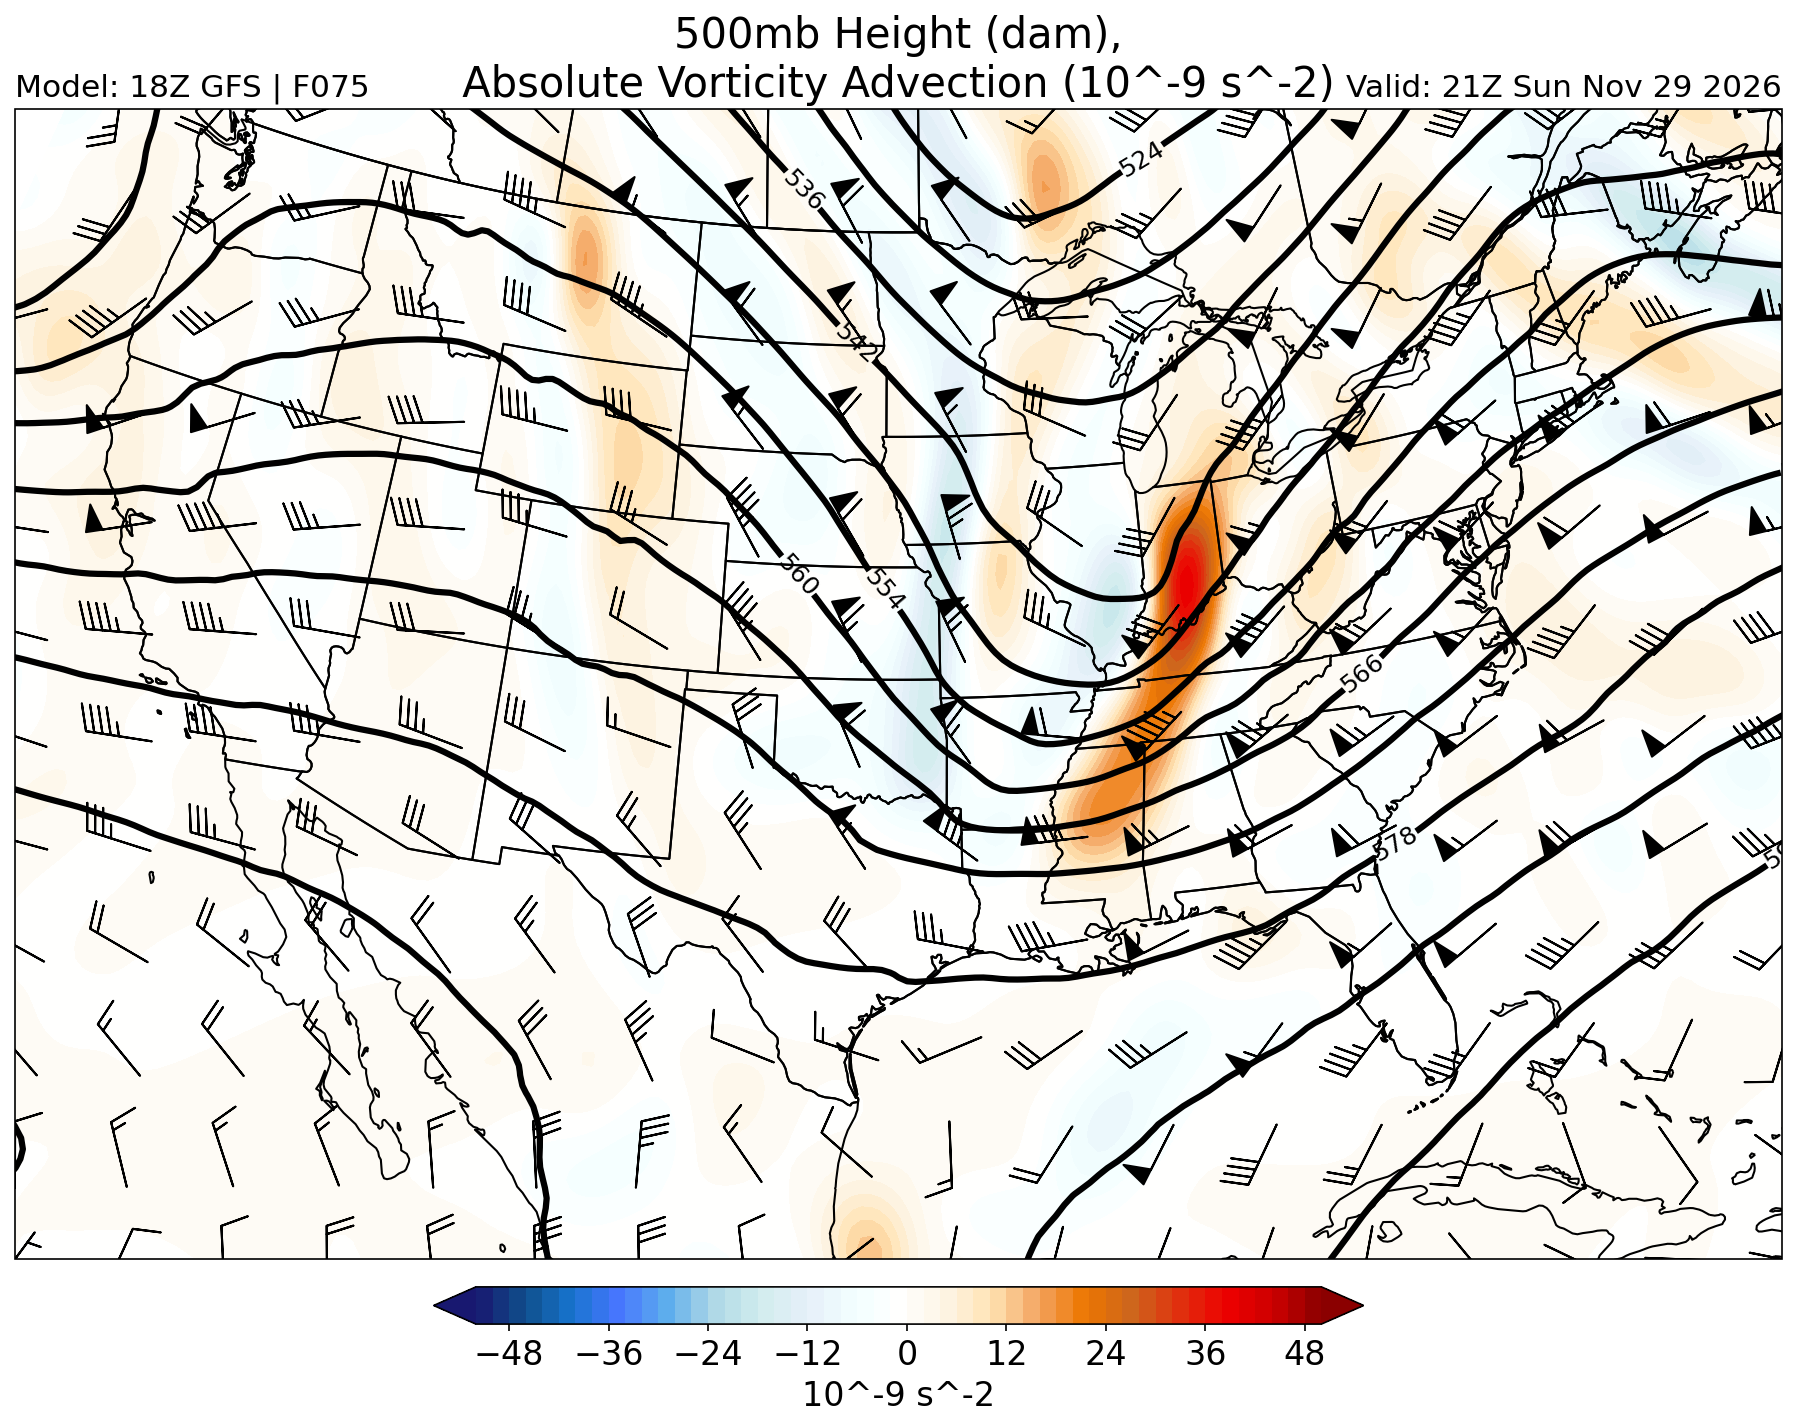 500mb Height (dam),
Model: 18Z GFS | F075
Absolute Vorticity Advection (10^-9 s^-2)
Valid: 21Z Sun Nov 29 2026
524
536
542
560
554
566
578
−48 −36 −24 −12 0 12 24 36 48
10^-9 s^-2